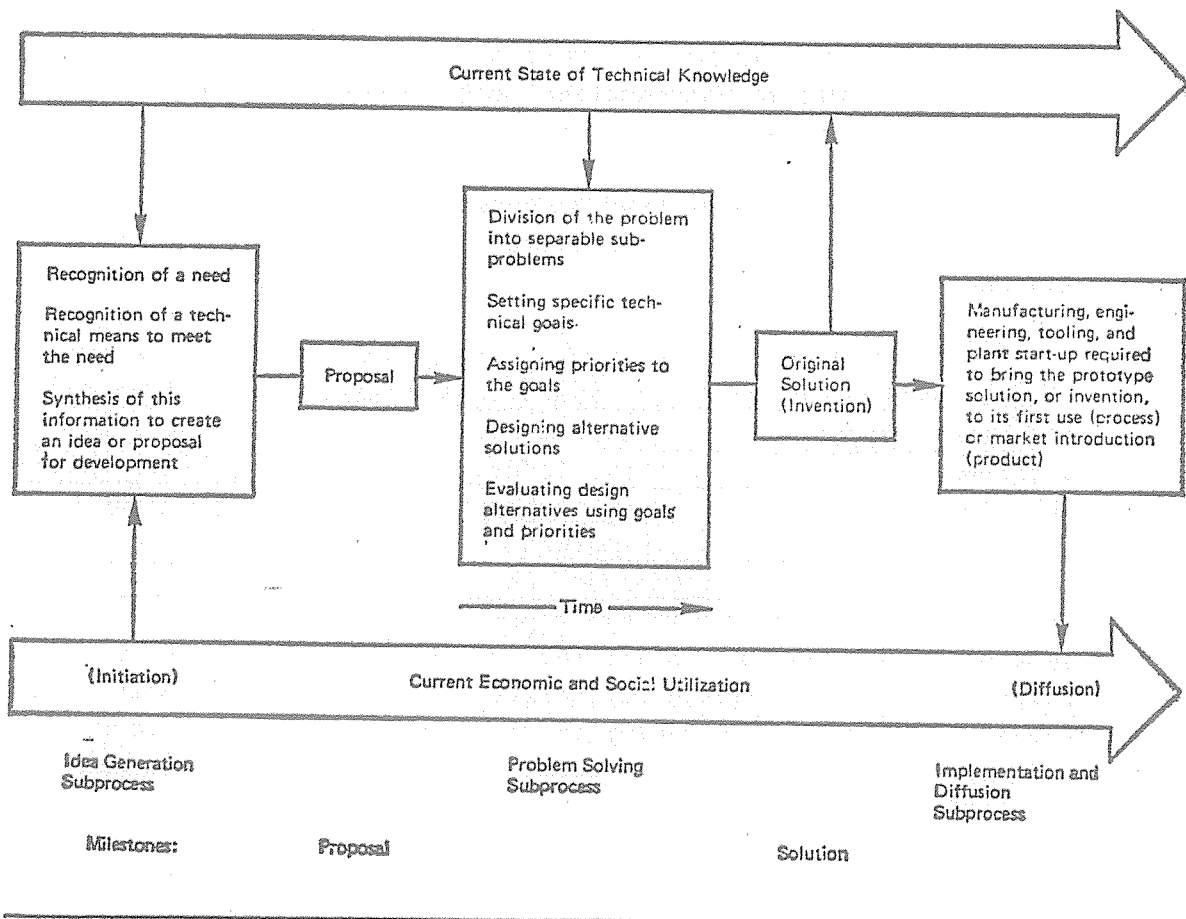 Current State of Technical Knowledge
Recognition of a need
Recognition of a tech-
nical means to meet
the need
Synthesis of this
information to create
an idea or proposal
for development
Proposal
Division of the problem
into separable sub-
problems
Setting specific tech-
nical goals
Assigning priorities to
the goals
Designing alternative
solutions
Evaluating design
alternatives using goals
and priorities
Original
Solution
(Invention)
Manufacturing, engi-
neering, tooling, and
plant start-up required
to bring the prototype
solution, or invention,
to its first use (process)
or market introduction
(product)
Time
(Initiation)
Current Economic and Social Utilization
(Diffusion)
Idea Generation
Subprocess
Problem Solving
Subprocess
Implementation and
Diffusion
Subprocess
Milestones:
Proposal
Solution